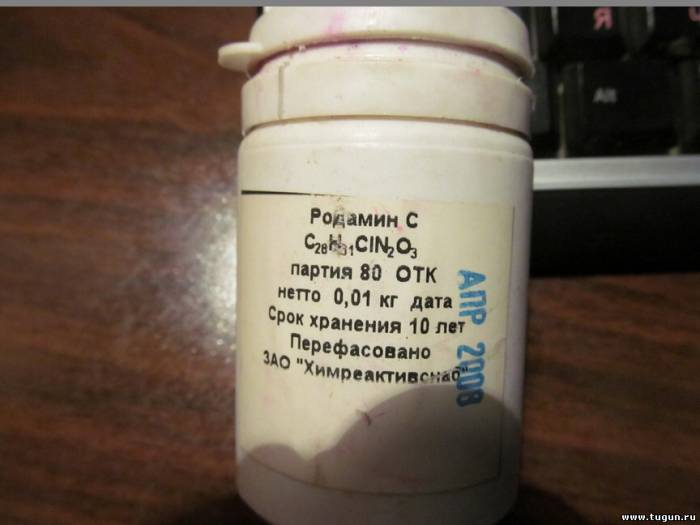 Родамин С
C₂₈H₃₁ClN₂O₃
партия 80 ОТК
нетто 0,01 кг дата
Срок хранения 10 лет
Перефасовано
ЗАО "Химреактивснаб"
АПР 2008
Я
Alt
www.tugun.ru